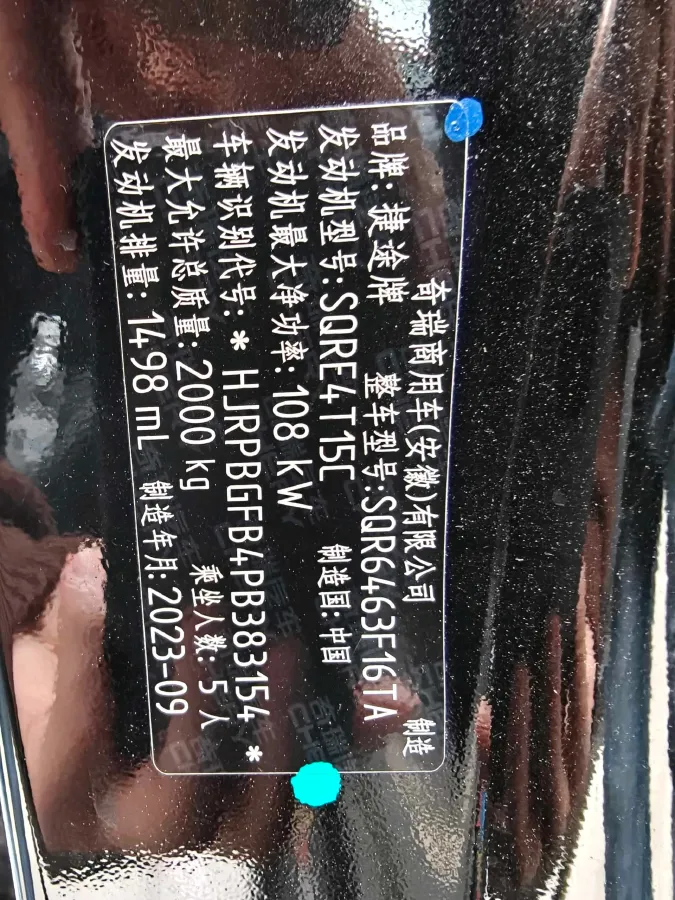 奇瑞商用车(安徽)有限公司 制造
品牌: 捷途牌 整车型号:SQR6463F16TA
发动机型号:SQRE4T15C 制造国:中国
发动机最大净功率: 108 kW
车辆识别代号: * HJRPBGFB4PB383154 *
最大允许总质量: 2000 kg 乘坐人数: 5 人
发动机排量: 1498 mL 制造年月: 2023-09